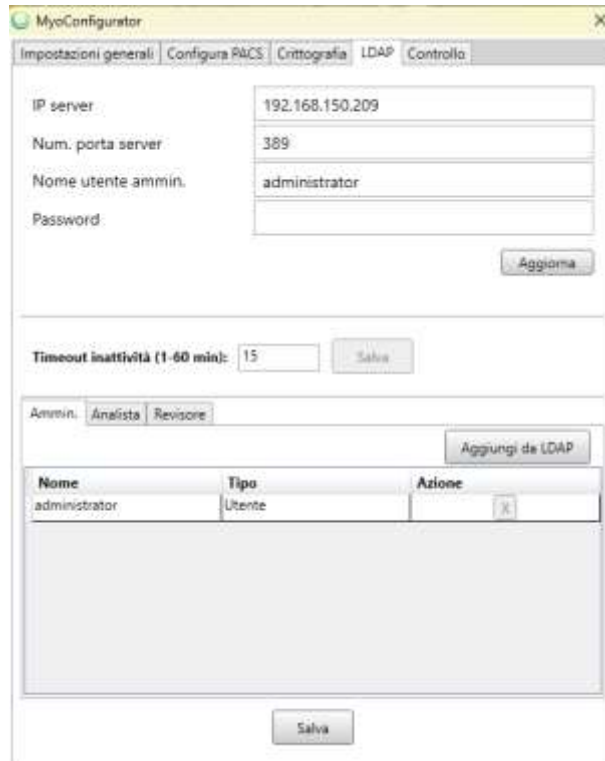 MyoConfigurator
Impostazioni generali Configura PACS Crittografia LDAP Controllo
IP server 192.168.150.209
Num. porta server 389
Nome utente ammin. administrator
Password
Aggiorna
Timeout inattività (1-60 min): 15 Salva
Ammin. Analista Revisore
Aggiungi da LDAP
Nome Tipo Azione
administrator Utente X
Salva